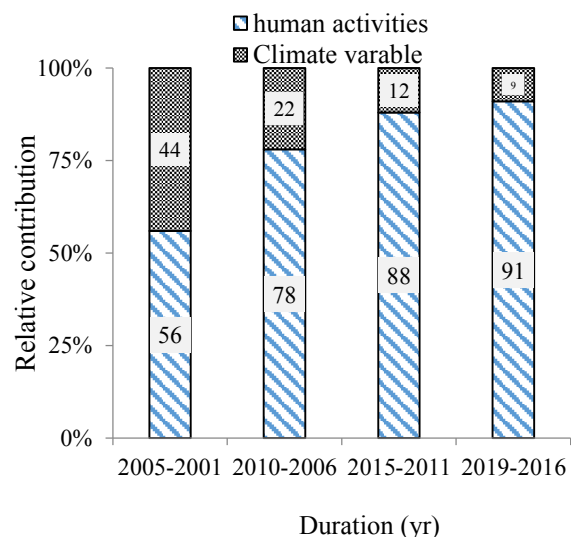 human activities
Climate varable
100%
75%
50%
25%
0%
Relative contribution
44
22
12
9
56
78
88
91
2005-2001 2010-2006 2015-2011 2019-2016
Duration (yr)